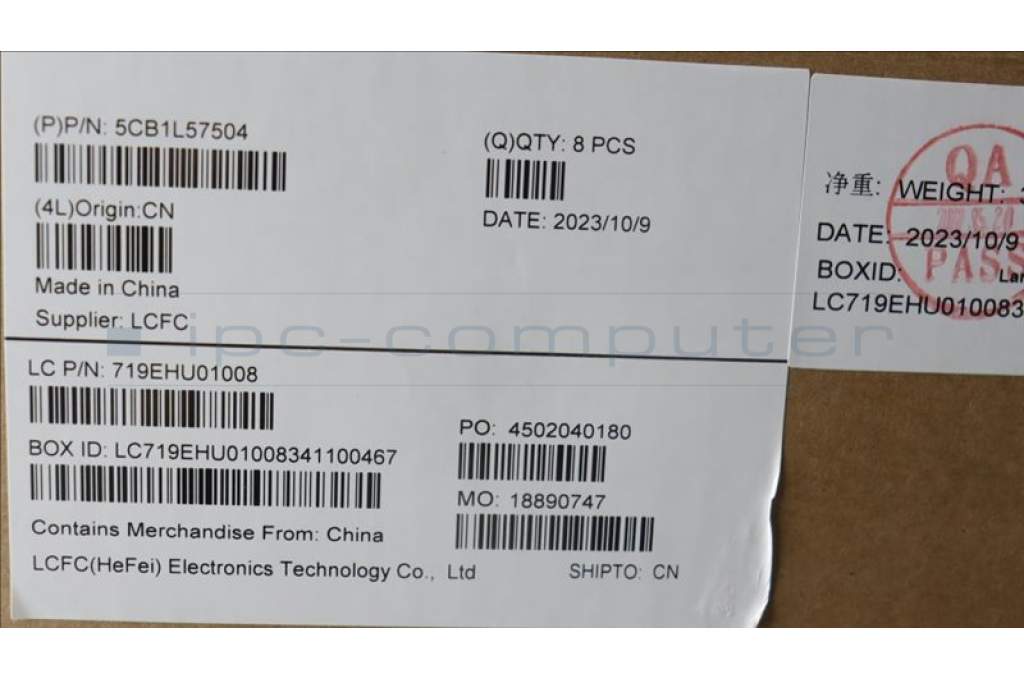 (P)P/N: 5CB1L57504
(Q)QTY: 8 PCS
(4L)Origin:CN
DATE: 2023/10/9
Made in China
Supplier: LCFC
LC P/N: 719EHU01008
PO: 4502040180
BOX ID: LC719EHU01008341100467
MO: 18890747
Contains Merchandise From: China
LCFC(HeFei) Electronics Technology Co., Ltd
SHIPTO: CN
净重: WEIGHT:
DATE: 2023/10/9
BOXID:
LC719EHU010083
QA
PASS
ipc-computer